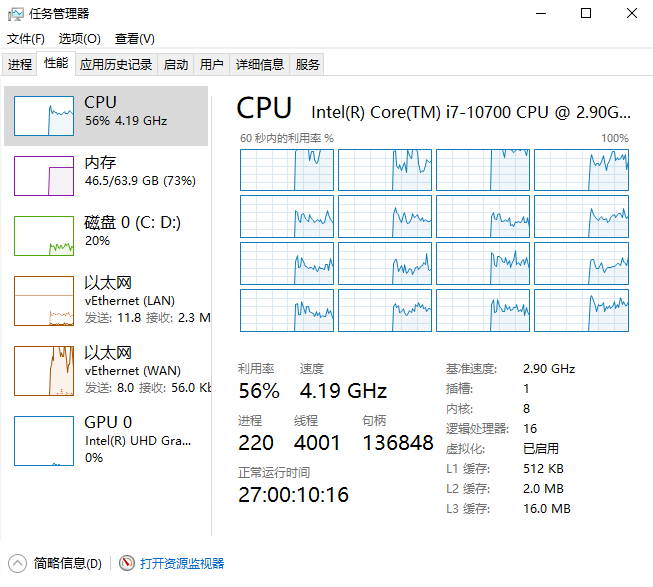 任务管理器
文件(F) 选项(O) 查看(V)
进程 性能 应用历史记录 启动 用户 详细信息 服务
CPU
56% 4.19 GHz
内存
46.5/63.9 GB (73%)
磁盘 0 (C: D:)
20%
以太网
vEthernet (LAN)
发送: 11.8 接收: 2.3 M
以太网
vEthernet (WAN)
发送: 8.0 接收: 56.0 Kb
GPU 0
Intel(R) UHD Gra...
0%
CPU Intel(R) Core(TM) i7-10700 CPU @ 2.90G...
60 秒内的利用率 % 100%
利用率 速度
56% 4.19 GHz
进程 线程 句柄
220 4001 136848
正常运行时间
27:00:10:16
基准速度: 2.90 GHz
插槽: 1
内核: 8
逻辑处理器: 16
虚拟化: 已启用
L1 缓存: 512 KB
L2 缓存: 2.0 MB
L3 缓存: 16.0 MB
简略信息(D) 打开资源监视器